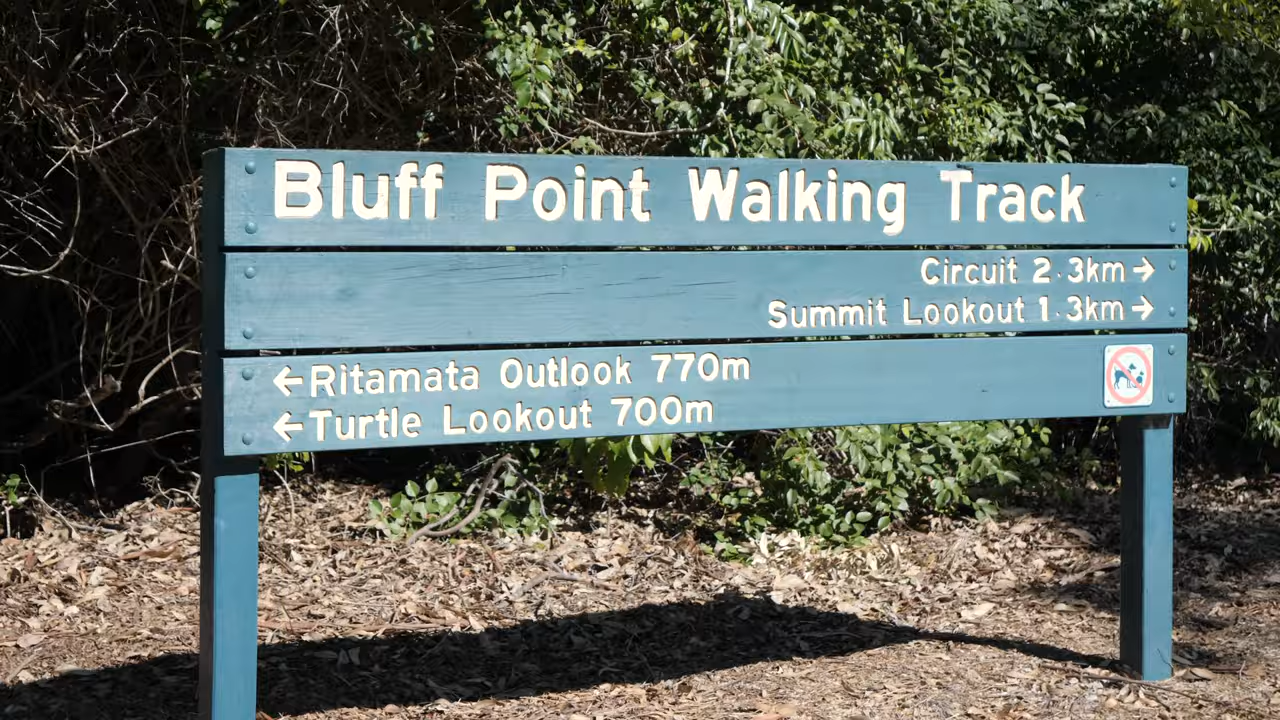 Bluff Point Walking Track
Circuit 2.3km →
Summit Lookout 1.3km →
← Ritamata Outlook 770m
← Turtle Lookout 700m